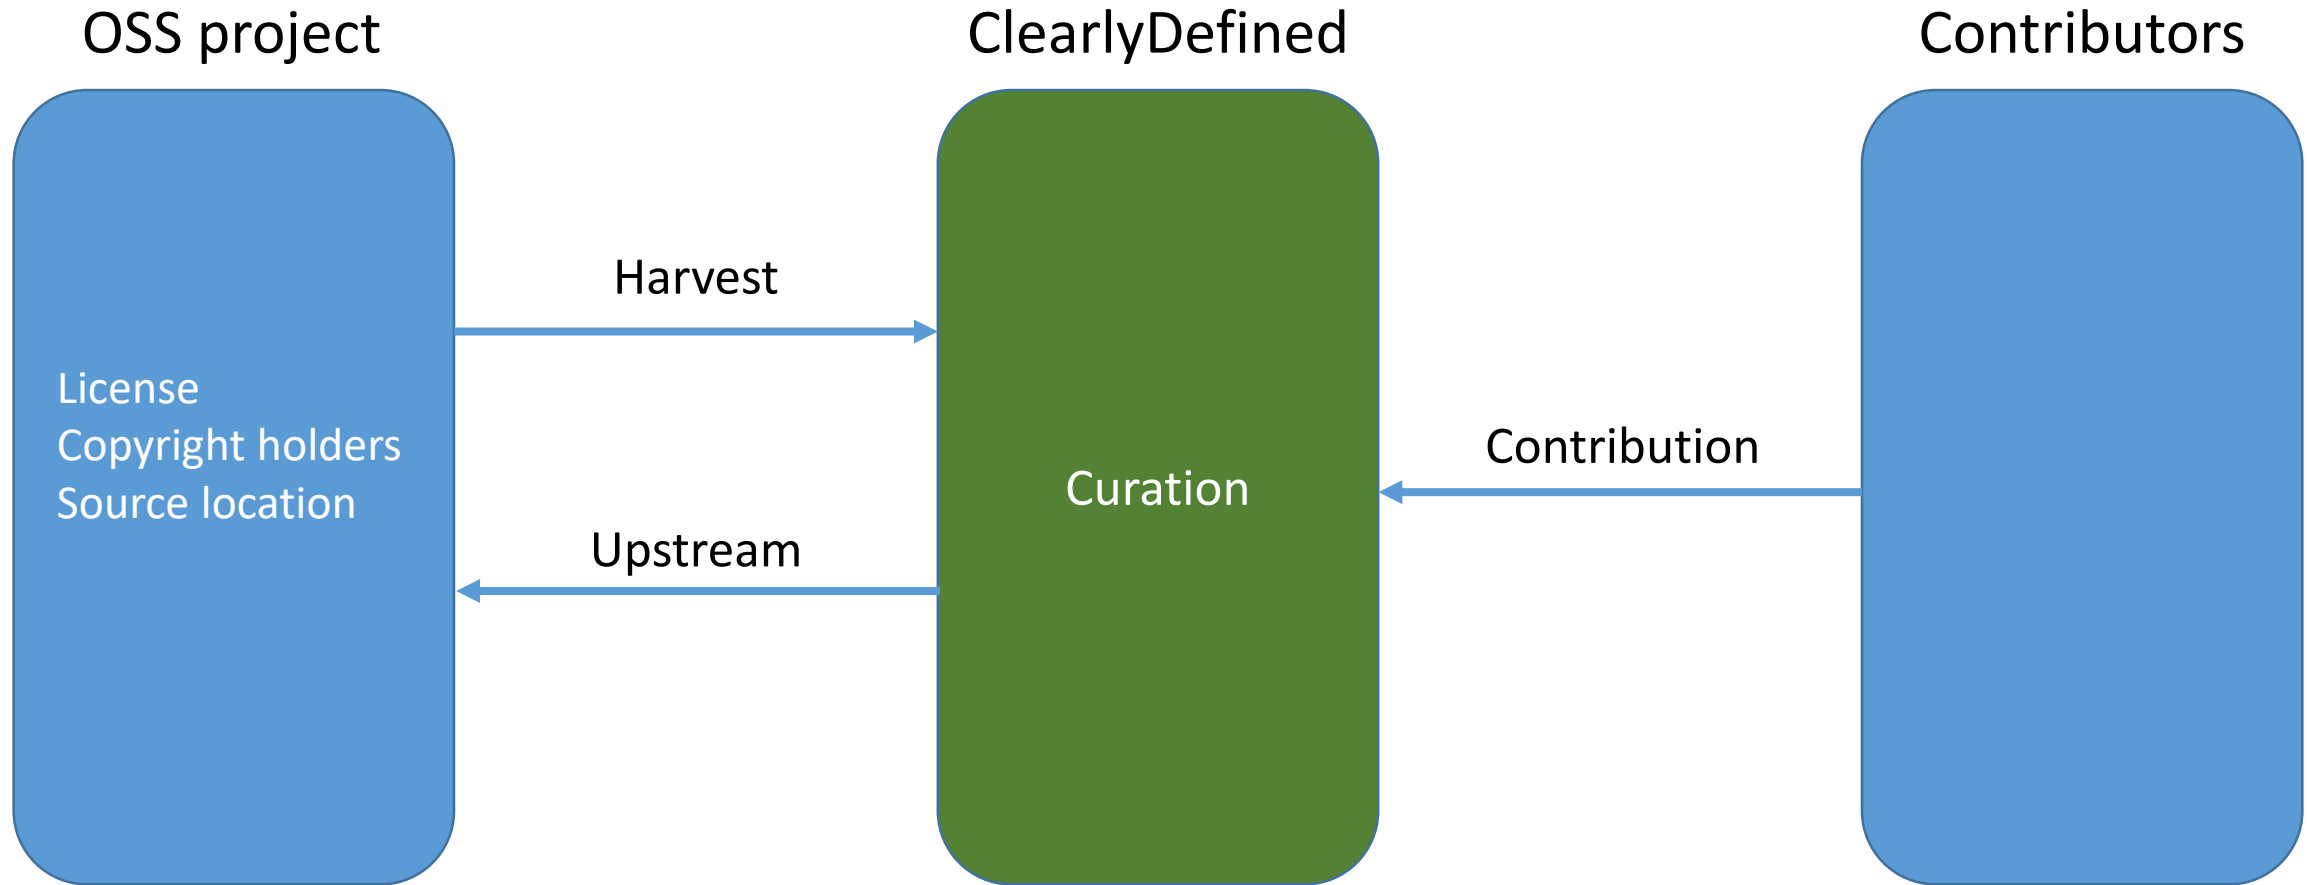 OSS project
ClearlyDefined
Contributors
Harvest
License
Copyright holders
Source location
Upstream
Curation
Contribution